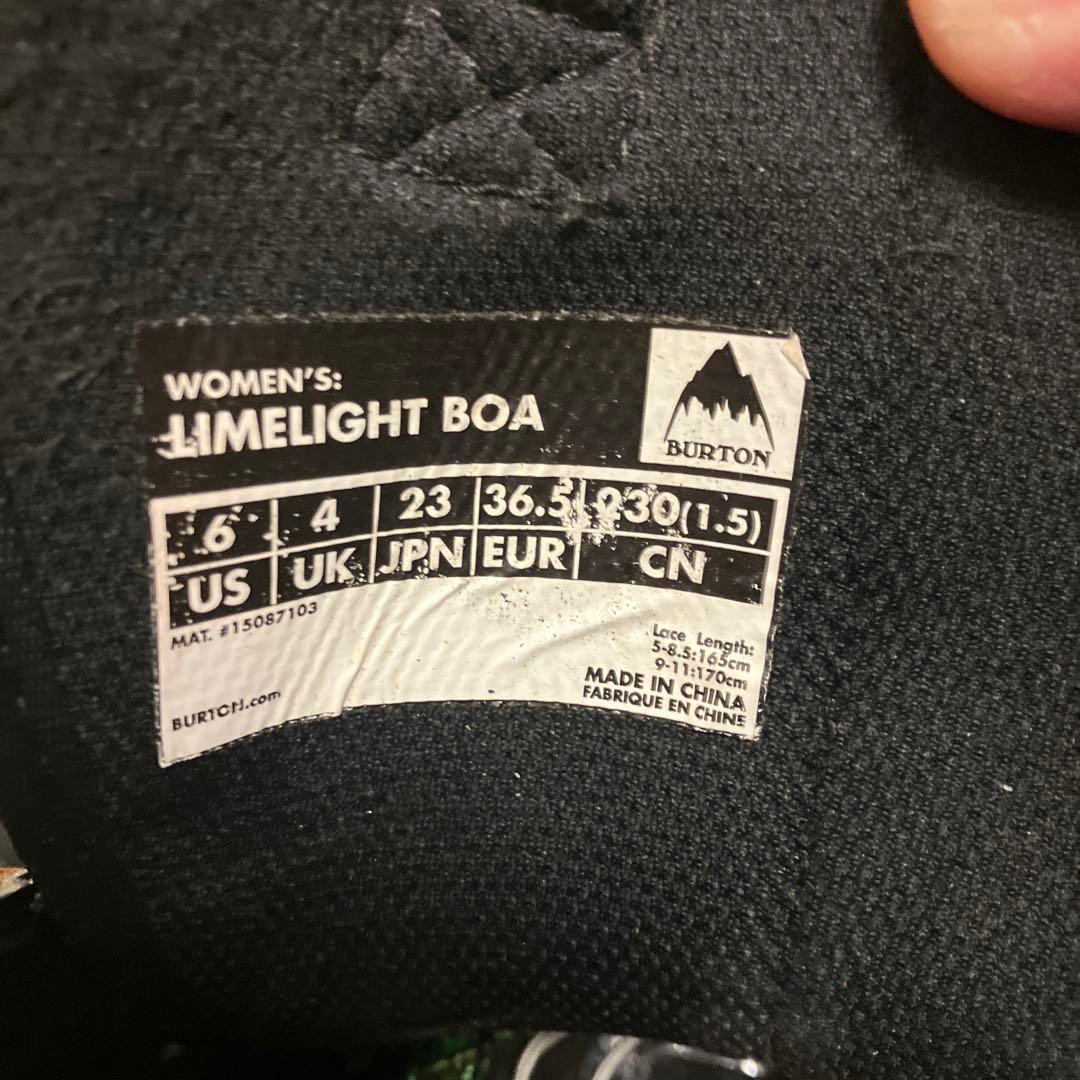 WOMEN'S:
LIMELIGHT BOA
BURTON
6 4 23 36.5 230(1.5)
US UK JPN EUR CN
MAT. #15087103
Lace Length:
5-8.5:165cm
9-11:170cm
MADE IN CHINA
FABRIQUE EN CHINE
BURTON.com